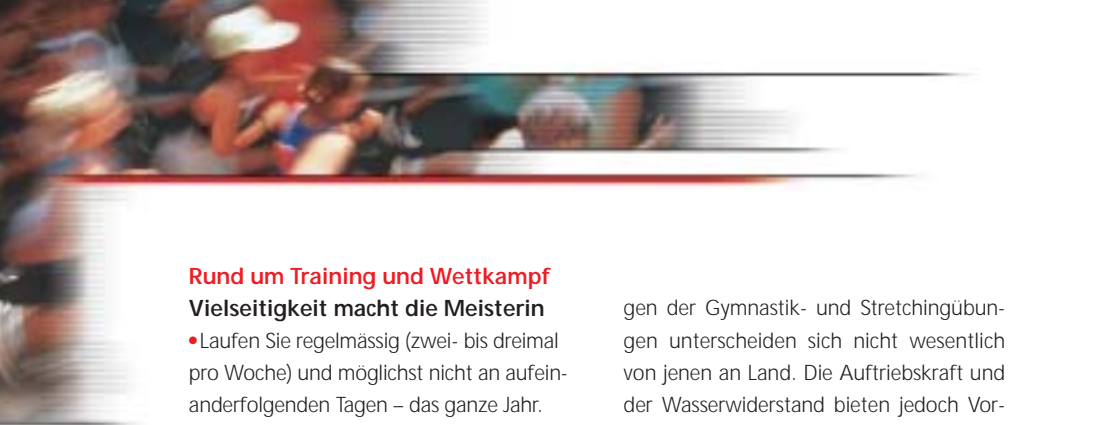 Rund um Training und Wettkampf
Vielseitigkeit macht die Meisterin
•Laufen Sie regelmässig (zwei- bis dreimal
pro Woche) und möglichst nicht an aufein-
anderfolgenden Tagen – das ganze Jahr.
gen der Gymnastik- und Stretchingübun-
gen unterscheiden sich nicht wesentlich
von jenen an Land. Die Auftriebskraft und
der Wasserwiderstand bieten jedoch Vor-